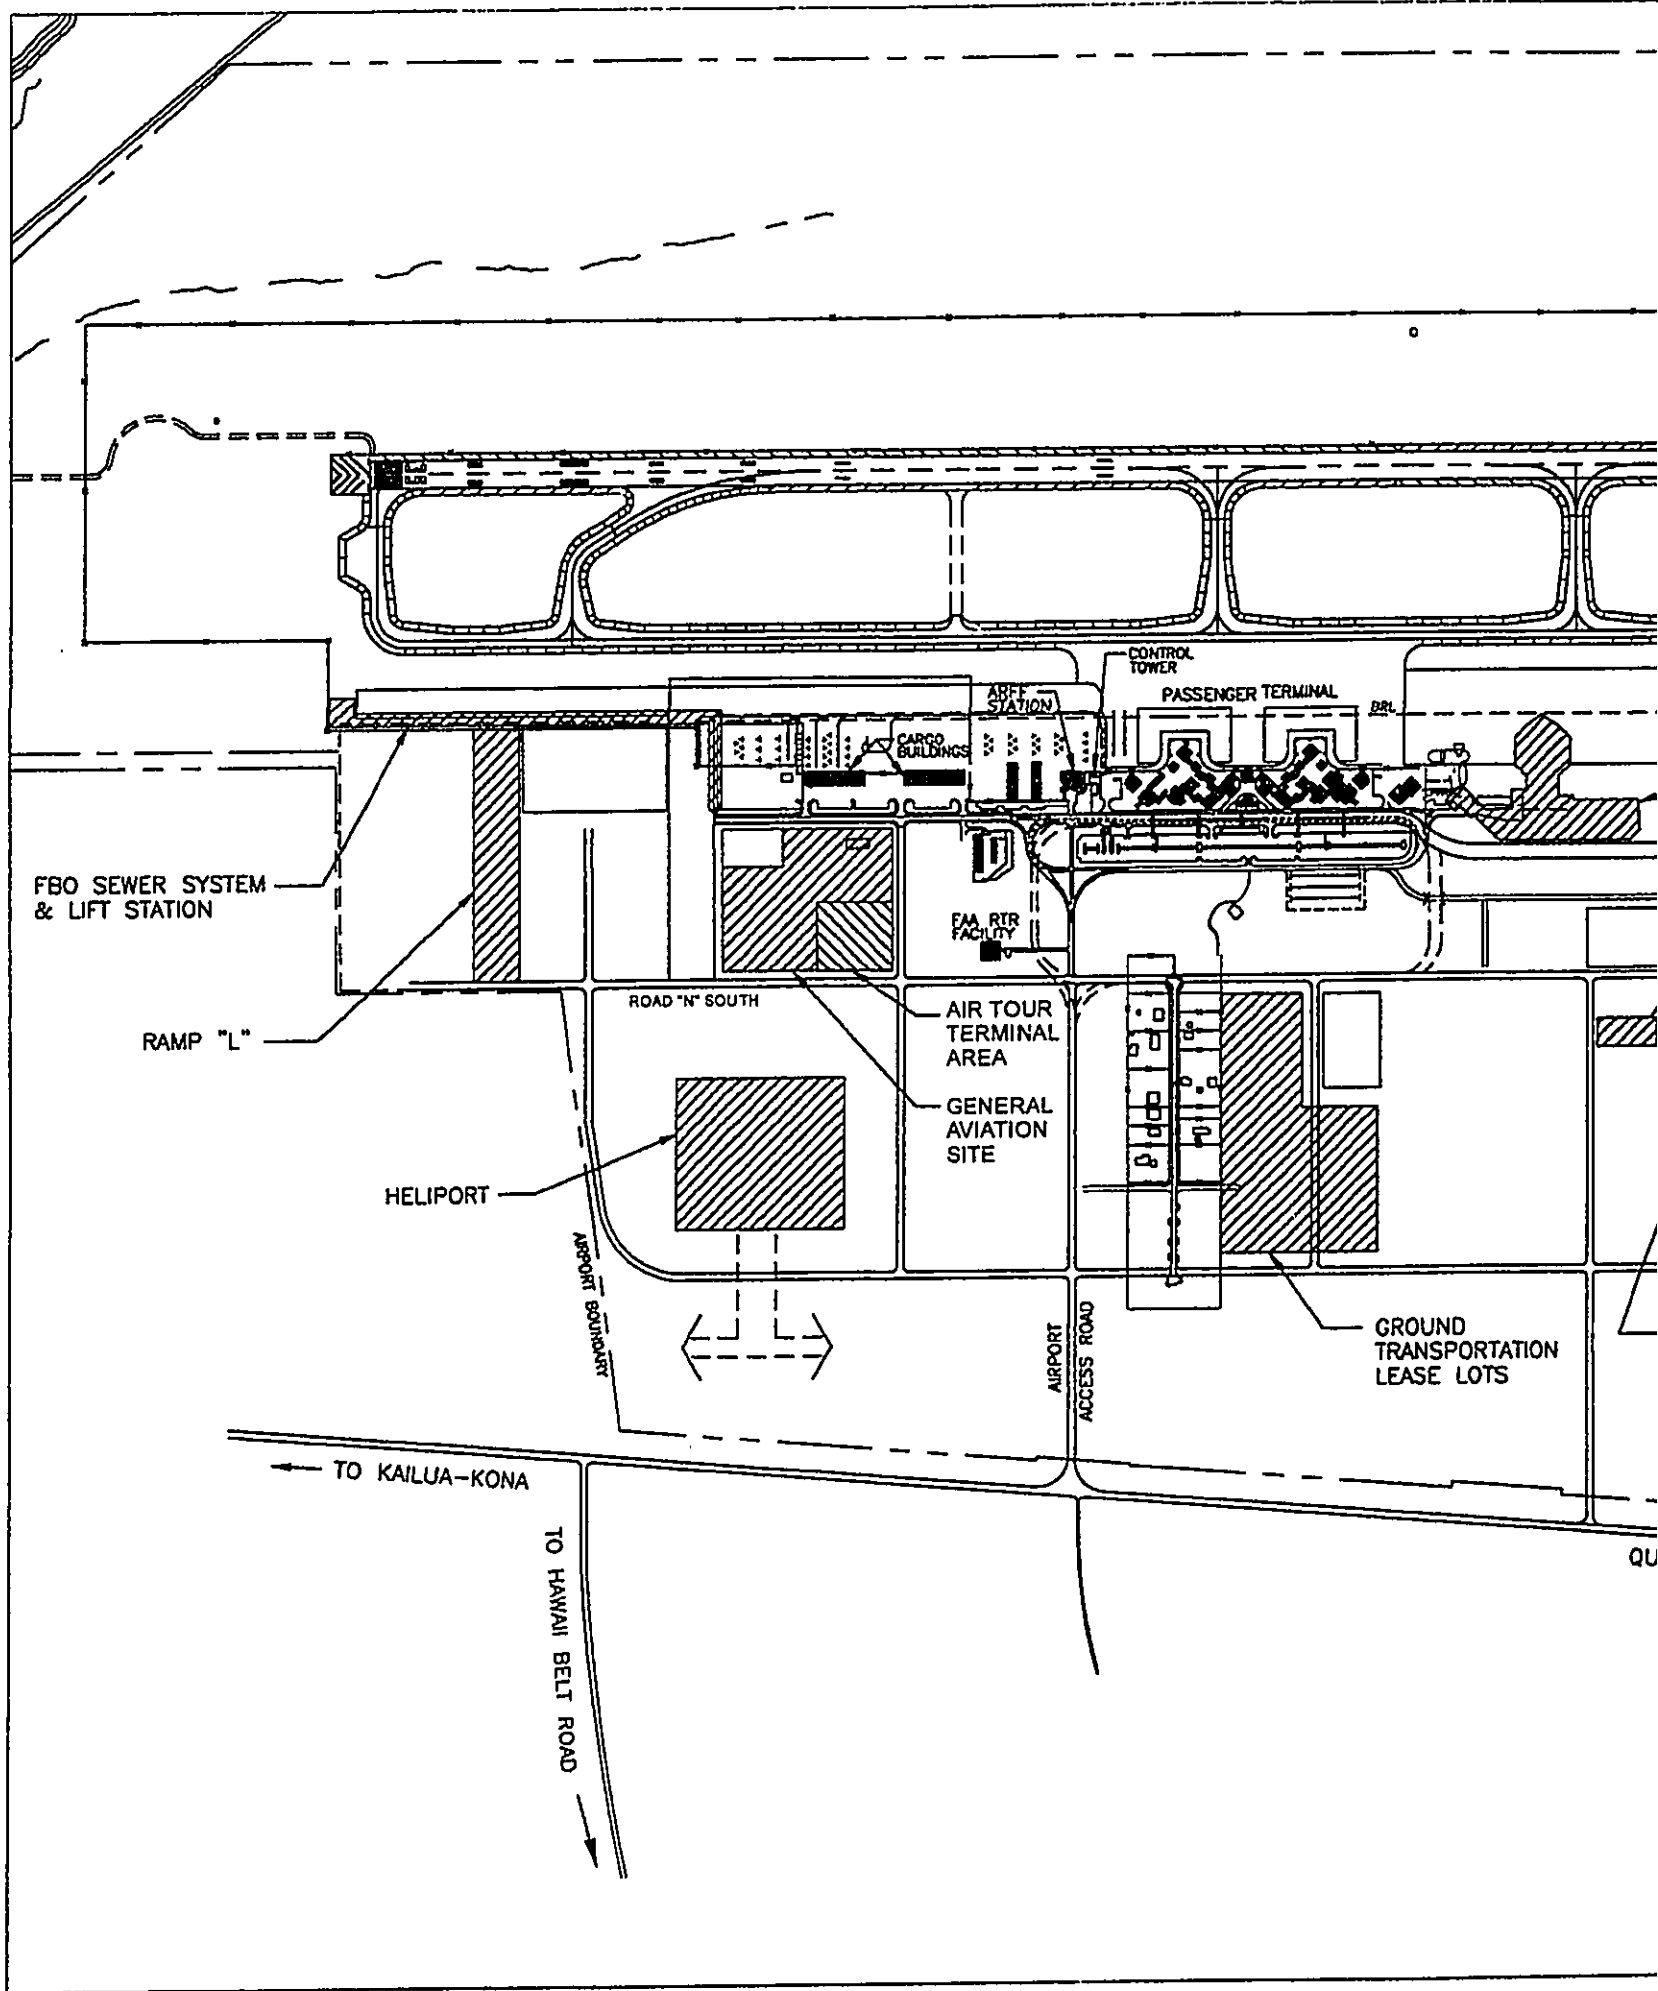 CONTROL
TOWER
ARFF
STATION
PASSENGER TERMINAL
BRL
CARGO
BUILDINGS
FBO SEWER SYSTEM
& LIFT STATION
FAA RTR
FACILITY
ROAD "N" SOUTH
AIR TOUR
TERMINAL
AREA
RAMP "L"
GENERAL
AVIATION
SITE
HELIPORT
AIRPORT BOUNDARY
AIRPORT
ACCESS ROAD
GROUND
TRANSPORTATION
LEASE LOTS
TO KAILUA-KONA
TO HAWAII BELT ROAD
QU